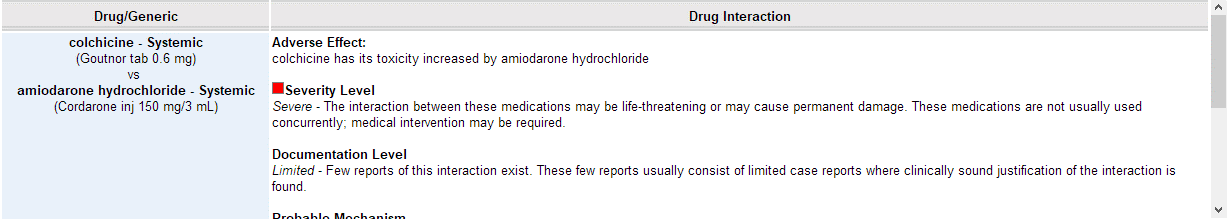 Drug/Generic
Drug Interaction
colchicine - Systemic
(Goutnor tab 0.6 mg)
vs
amiodarone hydrochloride - Systemic
(Cordarone inj 150 mg/3 mL)
Adverse Effect:
colchicine has its toxicity increased by amiodarone hydrochloride
Severity Level
Severe - The interaction between these medications may be life-threatening or may cause permanent damage. These medications are not usually used
concurrently; medical intervention may be required.
Documentation Level
Limited - Few reports of this interaction exist. These few reports usually consist of limited case reports where clinically sound justification of the interaction is
found.
Probable Mechanism